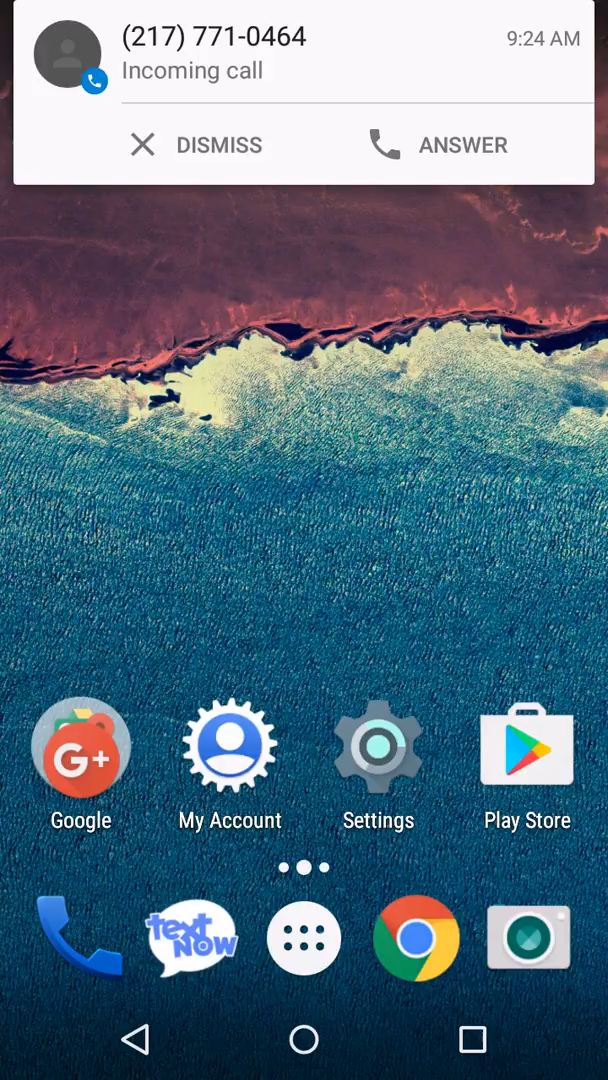 (217) 771-0464
9:24 AM
Incoming call
DISMISS
ANSWER
G+
Google
My Account
Settings
Play Store
text
NOW